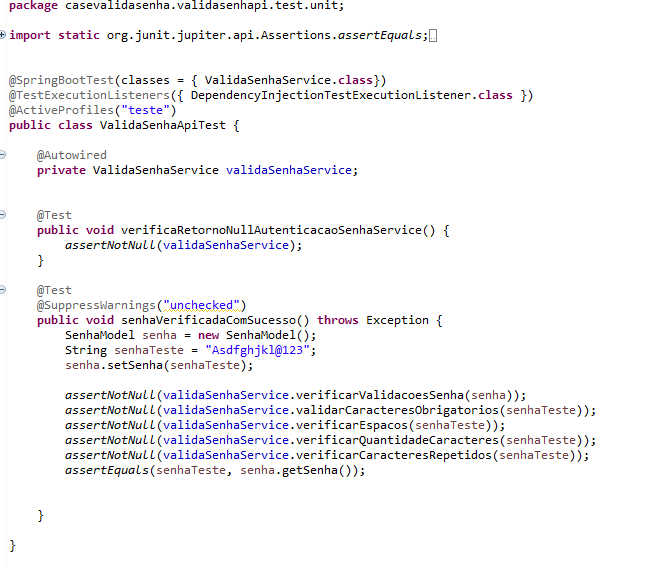 package casevalidasenha.validasenhapi.test.unit;
import static org.junit.jupiter.api.Assertions.assertEquals;
@SpringBootTest(classes = { ValidaSenhaService.class})
@TestExecutionListeners({ DependencyInjectionTestExecutionListener.class })
@ActiveProfiles("teste")
public class ValidaSenhaApiTest {
@Autowired
private ValidaSenhaService validaSenhaService;
@Test
public void verificaRetornoNullAutenticacaoSenhaService() {
assertNotNull(validaSenhaService);
}
@Test
@SuppressWarnings("unchecked")
public void senhaVerificadaComSucesso() throws Exception {
SenhaModel senha = new SenhaModel();
String senhaTeste = "Asdfghjkl@123";
senha.setSenha(senhaTeste);
assertNotNull(validaSenhaService.verificarValidacoesSenha(senha));
assertNotNull(validaSenhaService.validarCaracteresObrigatorios(senhaTeste));
assertNotNull(validaSenhaService.verificarEspacos(senhaTeste));
assertNotNull(validaSenhaService.verificarQuantidadeCaracteres(senhaTeste));
assertNotNull(validaSenhaService.verificarCaracteresRepetidos(senhaTeste));
assertEquals(senhaTeste, senha.getSenha());
}
}